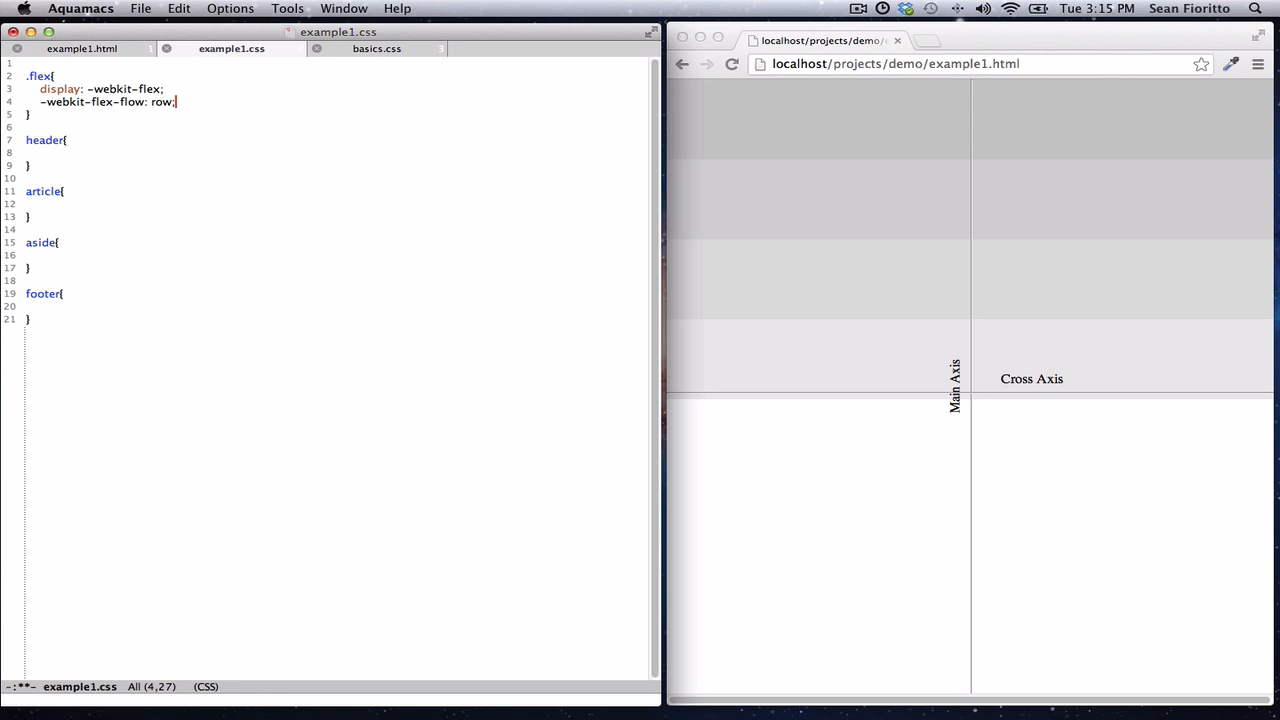 Aquamacs File Edit Options Tools Window Help Tue 3:15 PM Sean Fioritto
example1.css
example1.html 1 example1.css basics.css 3
localhost/projects/demo/
localhost/projects/demo/example1.html
1
2 .flex{
3 display: -webkit-flex;
4 -webkit-flex-flow: row;
5 }
6
7 header{
8
9 }
10
11 article{
12
13 }
14
15 aside{
16
17 }
18
19 footer{
20
21 }
Main Axis
Cross Axis
-:**- example1.css All (4,27) (CSS)